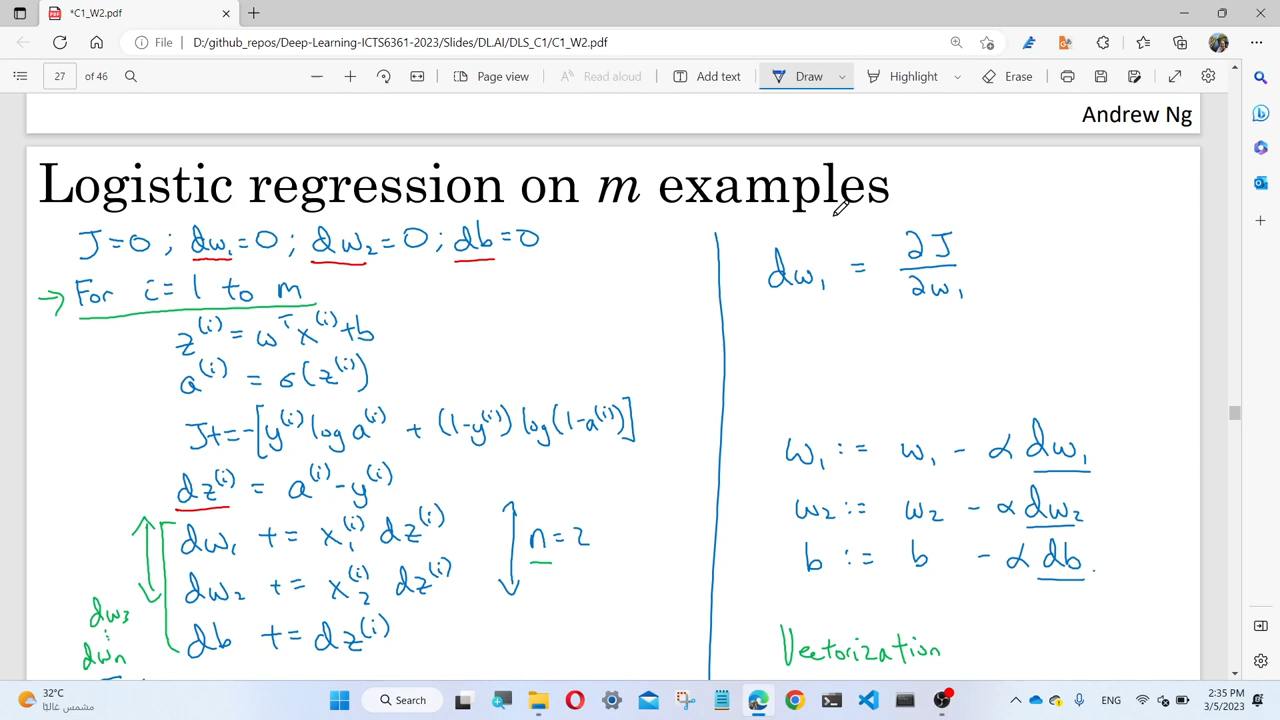 *C1_W2.pdf
File D:/github_repos/Deep-Learning-ICTS6361-2023/Slides/DL.AI/DLS_C1/C1_W2.pdf
27 of 46 Page view Read aloud Add text Draw Highlight Erase
Andrew Ng
Logistic regression on m examples
J=0 ; dw₁=0 ; dw₂=0 ; db=0
→ For i=1 to m
z⁽ⁱ⁾ = wᵀx⁽ⁱ⁾+b
a⁽ⁱ⁾ = σ(z⁽ⁱ⁾)
J+=-[y⁽ⁱ⁾ log a⁽ⁱ⁾ + (1-y⁽ⁱ⁾) log(1-a⁽ⁱ⁾)]
dz⁽ⁱ⁾ = a⁽ⁱ⁾-y⁽ⁱ⁾
dw₁ += x₁⁽ⁱ⁾ dz⁽ⁱ⁾
n=2
dw₂ += x₂⁽ⁱ⁾ dz⁽ⁱ⁾
db += dz⁽ⁱ⁾
dw₃
⋮
dwₙ
dw₁ = ∂J/∂w₁
w₁ := w₁ - α dw₁
w₂ := w₂ - α dw₂
b := b - α db.
Vectorization
32°C
مشمس غالبًا
Search
ENG
2:35 PM
3/5/2023